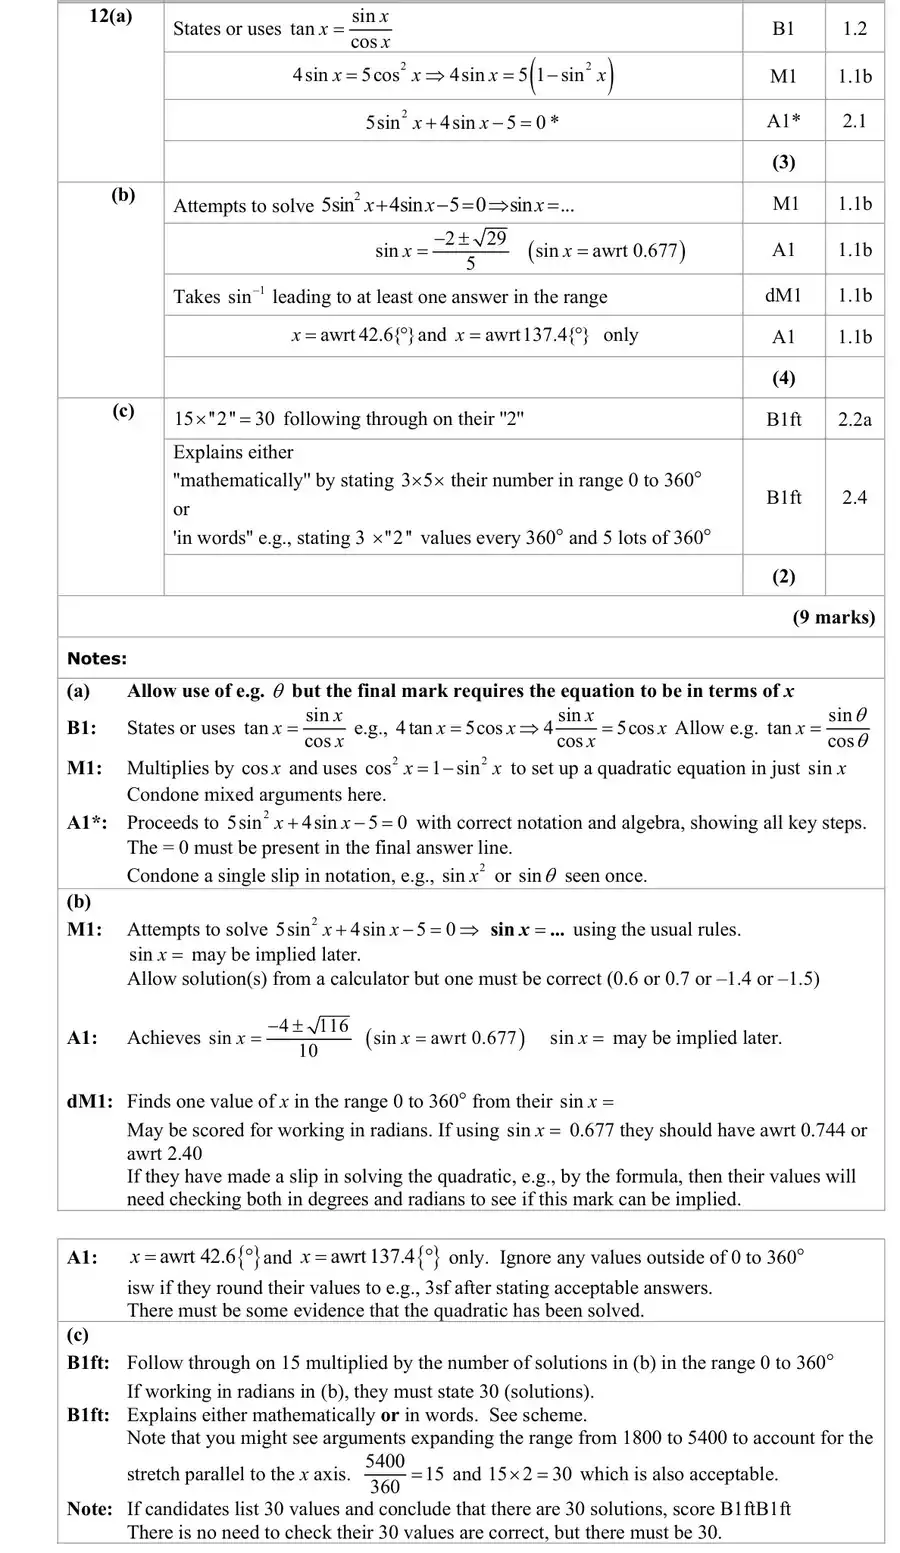 12(a) States or uses tan x = sin x / cos x B1 1.2
4 sin x = 5 cos² x ⇒ 4 sin x = 5(1 − sin² x) M1 1.1b
5 sin² x + 4 sin x − 5 = 0 * A1* 2.1
(3)
(b) Attempts to solve 5sin² x+4sin x−5=0⇒sin x=... M1 1.1b
sin x = (−2 ± √29) / 5 (sin x = awrt 0.677) A1 1.1b
Takes sin⁻¹ leading to at least one answer in the range dM1 1.1b
x = awrt 42.6{°} and x = awrt 137.4{°} only A1 1.1b
(4)
(c) 15×"2" = 30 following through on their "2" B1ft 2.2a
Explains either
"mathematically" by stating 3×5× their number in range 0 to 360°
or B1ft 2.4
'in words" e.g., stating 3 ×"2" values every 360° and 5 lots of 360°
(2)
(9 marks)
Notes:
(a) Allow use of e.g. θ but the final mark requires the equation to be in terms of x
B1: States or uses tan x = sin x / cos x e.g., 4 tan x = 5 cos x ⇒ 4 sin x / cos x = 5 cos x Allow e.g. tan x = sin θ / cos θ
M1: Multiplies by cos x and uses cos² x = 1 − sin² x to set up a quadratic equation in just sin x
Condone mixed arguments here.
A1*: Proceeds to 5 sin² x + 4 sin x − 5 = 0 with correct notation and algebra, showing all key steps.
The = 0 must be present in the final answer line.
Condone a single slip in notation, e.g., sin x² or sin θ seen once.
(b)
M1: Attempts to solve 5 sin² x + 4 sin x − 5 = 0 ⇒ sin x = ... using the usual rules.
sin x = may be implied later.
Allow solution(s) from a calculator but one must be correct (0.6 or 0.7 or –1.4 or –1.5)
A1: Achieves sin x = (−4 ± √116) / 10 (sin x = awrt 0.677) sin x = may be implied later.
dM1: Finds one value of x in the range 0 to 360° from their sin x =
May be scored for working in radians. If using sin x = 0.677 they should have awrt 0.744 or
awrt 2.40
If they have made a slip in solving the quadratic, e.g., by the formula, then their values will
need checking both in degrees and radians to see if this mark can be implied.
A1: x = awrt 42.6{°} and x = awrt 137.4{°} only. Ignore any values outside of 0 to 360°
isw if they round their values to e.g., 3sf after stating acceptable answers.
There must be some evidence that the quadratic has been solved.
(c)
B1ft: Follow through on 15 multiplied by the number of solutions in (b) in the range 0 to 360°
If working in radians in (b), they must state 30 (solutions).
B1ft: Explains either mathematically or in words. See scheme.
Note that you might see arguments expanding the range from 1800 to 5400 to account for the
stretch parallel to the x axis. 5400 / 360 = 15 and 15 × 2 = 30 which is also acceptable.
Note: If candidates list 30 values and conclude that there are 30 solutions, score B1ftB1ft
There is no need to check their 30 values are correct, but there must be 30.